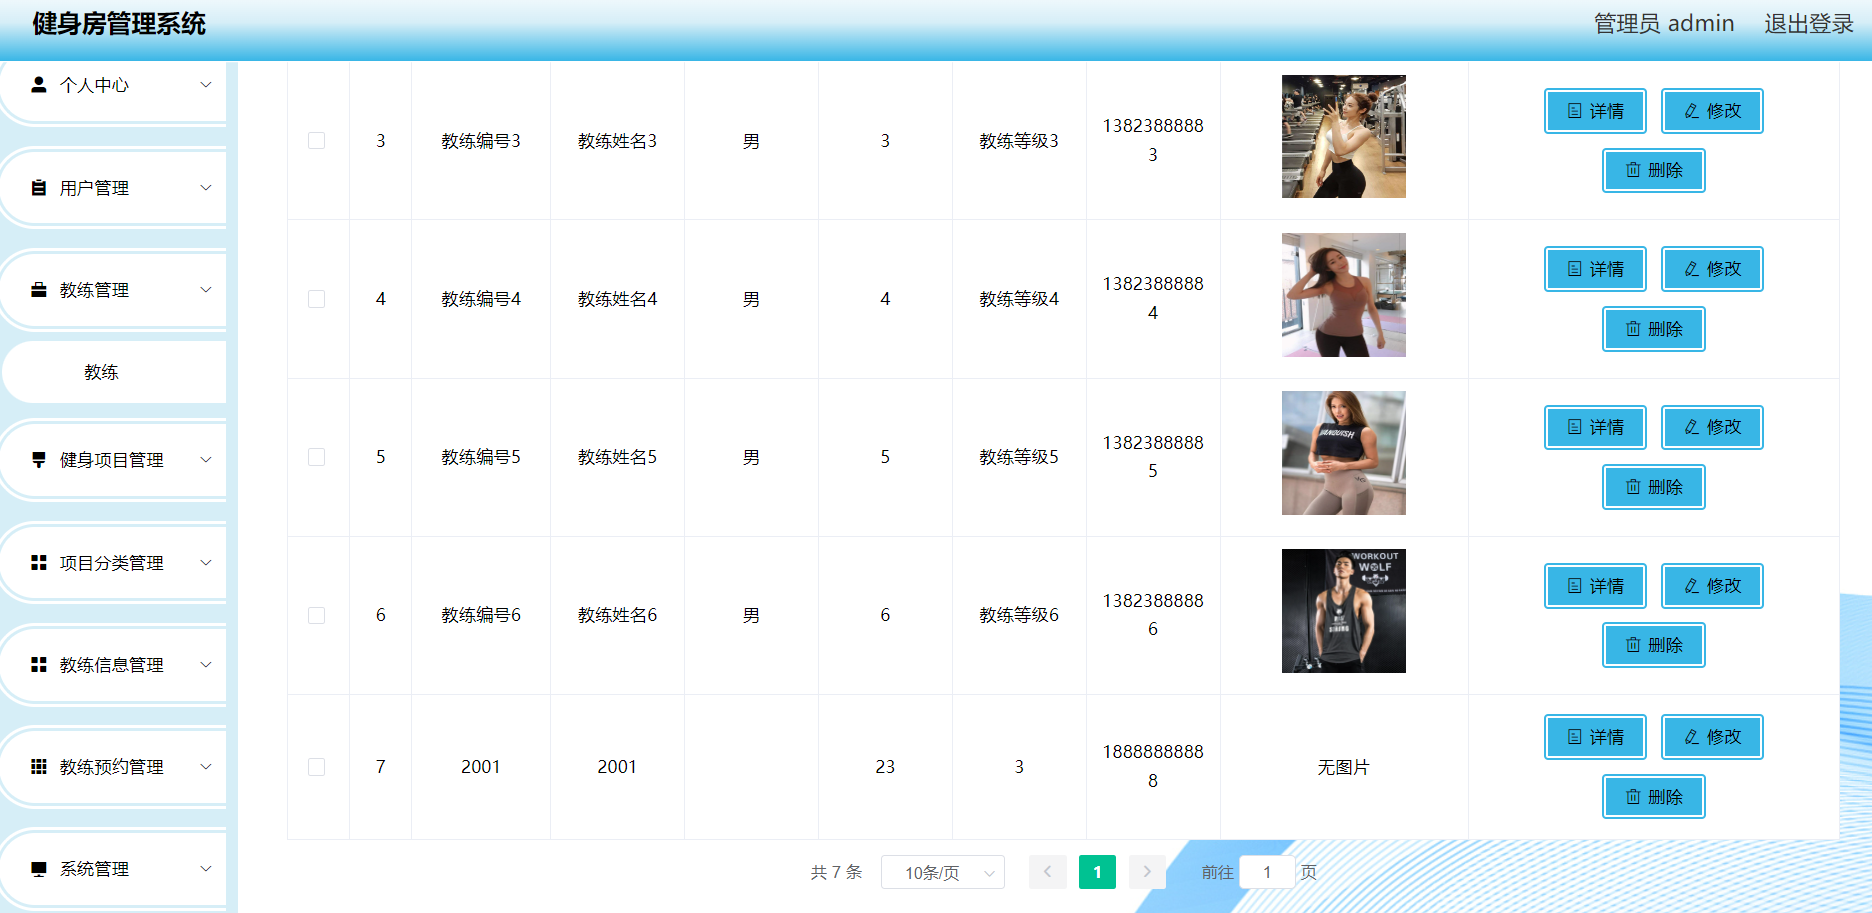 健身房管理系统
管理员 admin 退出登录
个人中心
用户管理
教练管理
教练
健身项目管理
项目分类管理
教练信息管理
教练预约管理
系统管理
3 教练编号3 教练姓名3 男 3 教练等级3 13823888883 详情 修改 删除
4 教练编号4 教练姓名4 男 4 教练等级4 13823888884 详情 修改 删除
5 教练编号5 教练姓名5 男 5 教练等级5 13823888885 VANQUISH 详情 修改 删除
6 教练编号6 教练姓名6 男 6 教练等级6 13823888886 WORKOUT WOLF 详情 修改 删除
7 2001 2001 23 3 18888888888 无图片 详情 修改 删除
共 7 条 10条/页 1 前往 1 页